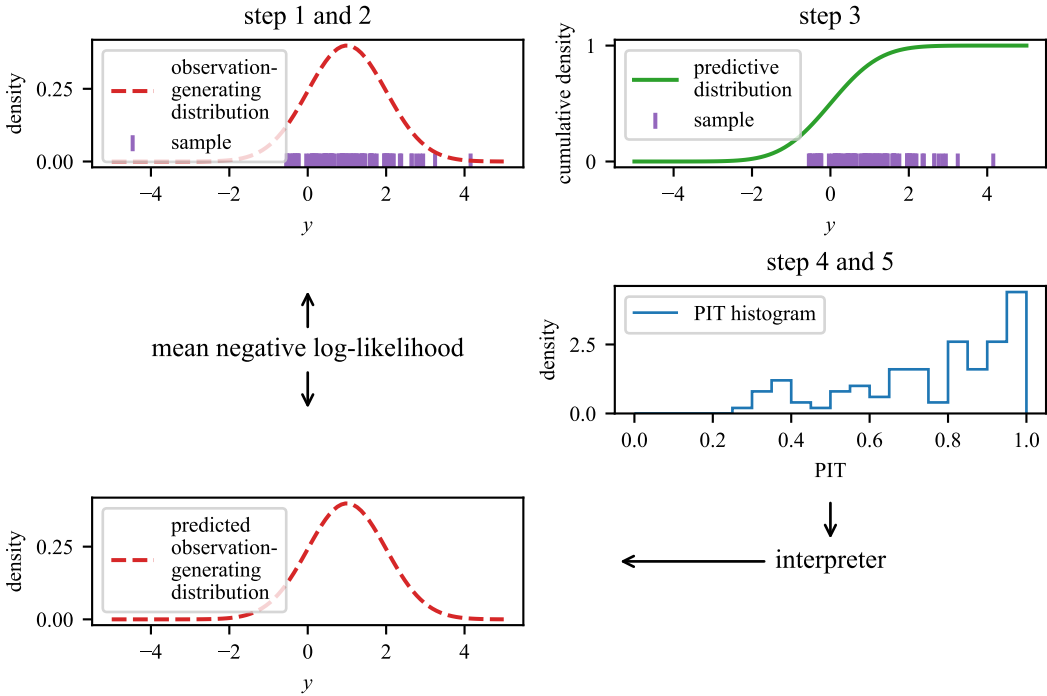 step 1 and 2
density
0.25
0.00
observation-
generating
distribution
sample
−4
−2
0
2
4
y
step 3
cumulative density
1
0
predictive
distribution
sample
−4
−2
0
2
4
y
mean negative log-likelihood
step 4 and 5
density
2.5
0.0
PIT histogram
0.0
0.2
0.4
0.6
0.8
1.0
PIT
interpreter
density
0.25
0.00
predicted
observation-
generating
distribution
−4
−2
0
2
4
y